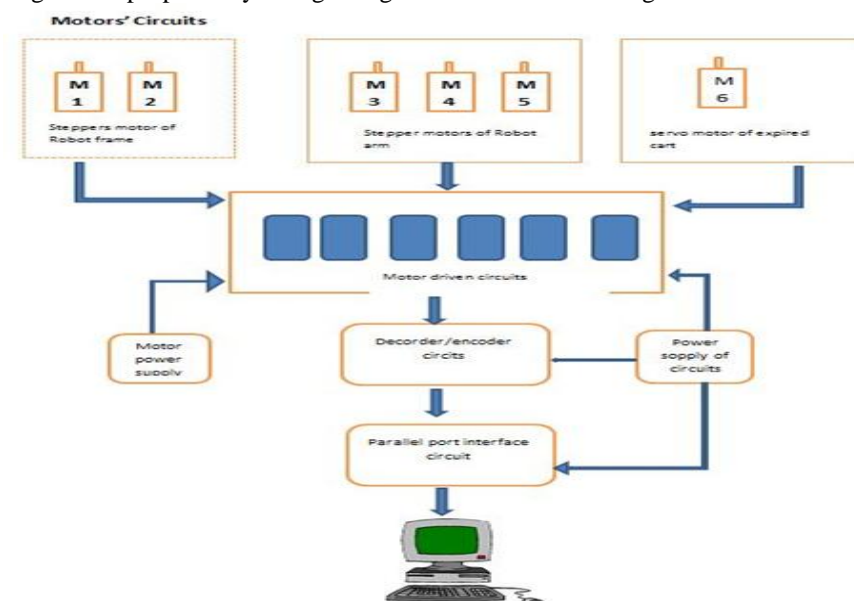 Motors' Circuits
M 1
M 2
Steppers motor of
Robot frame
M 3
M 4
M 5
Stepper motors of Robot
arm
M 6
servo motor of expired
cart
Motor driven circuits
Motor
power
supply
Decorder/encoder
circits
Power
sopply of
circuits
Parallel port interface
circuit